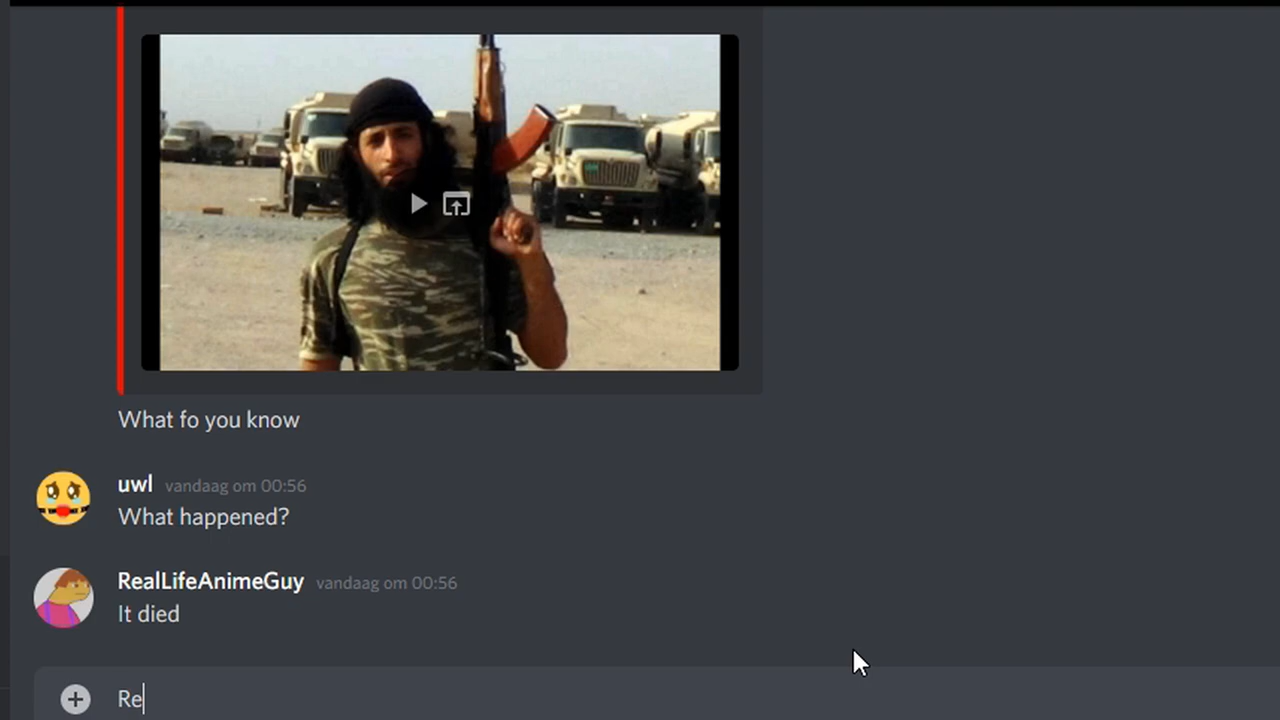 What fo you know
uwl vandaag om 00:56
What happened?
RealLifeAnimeGuy vandaag om 00:56
It died
Re